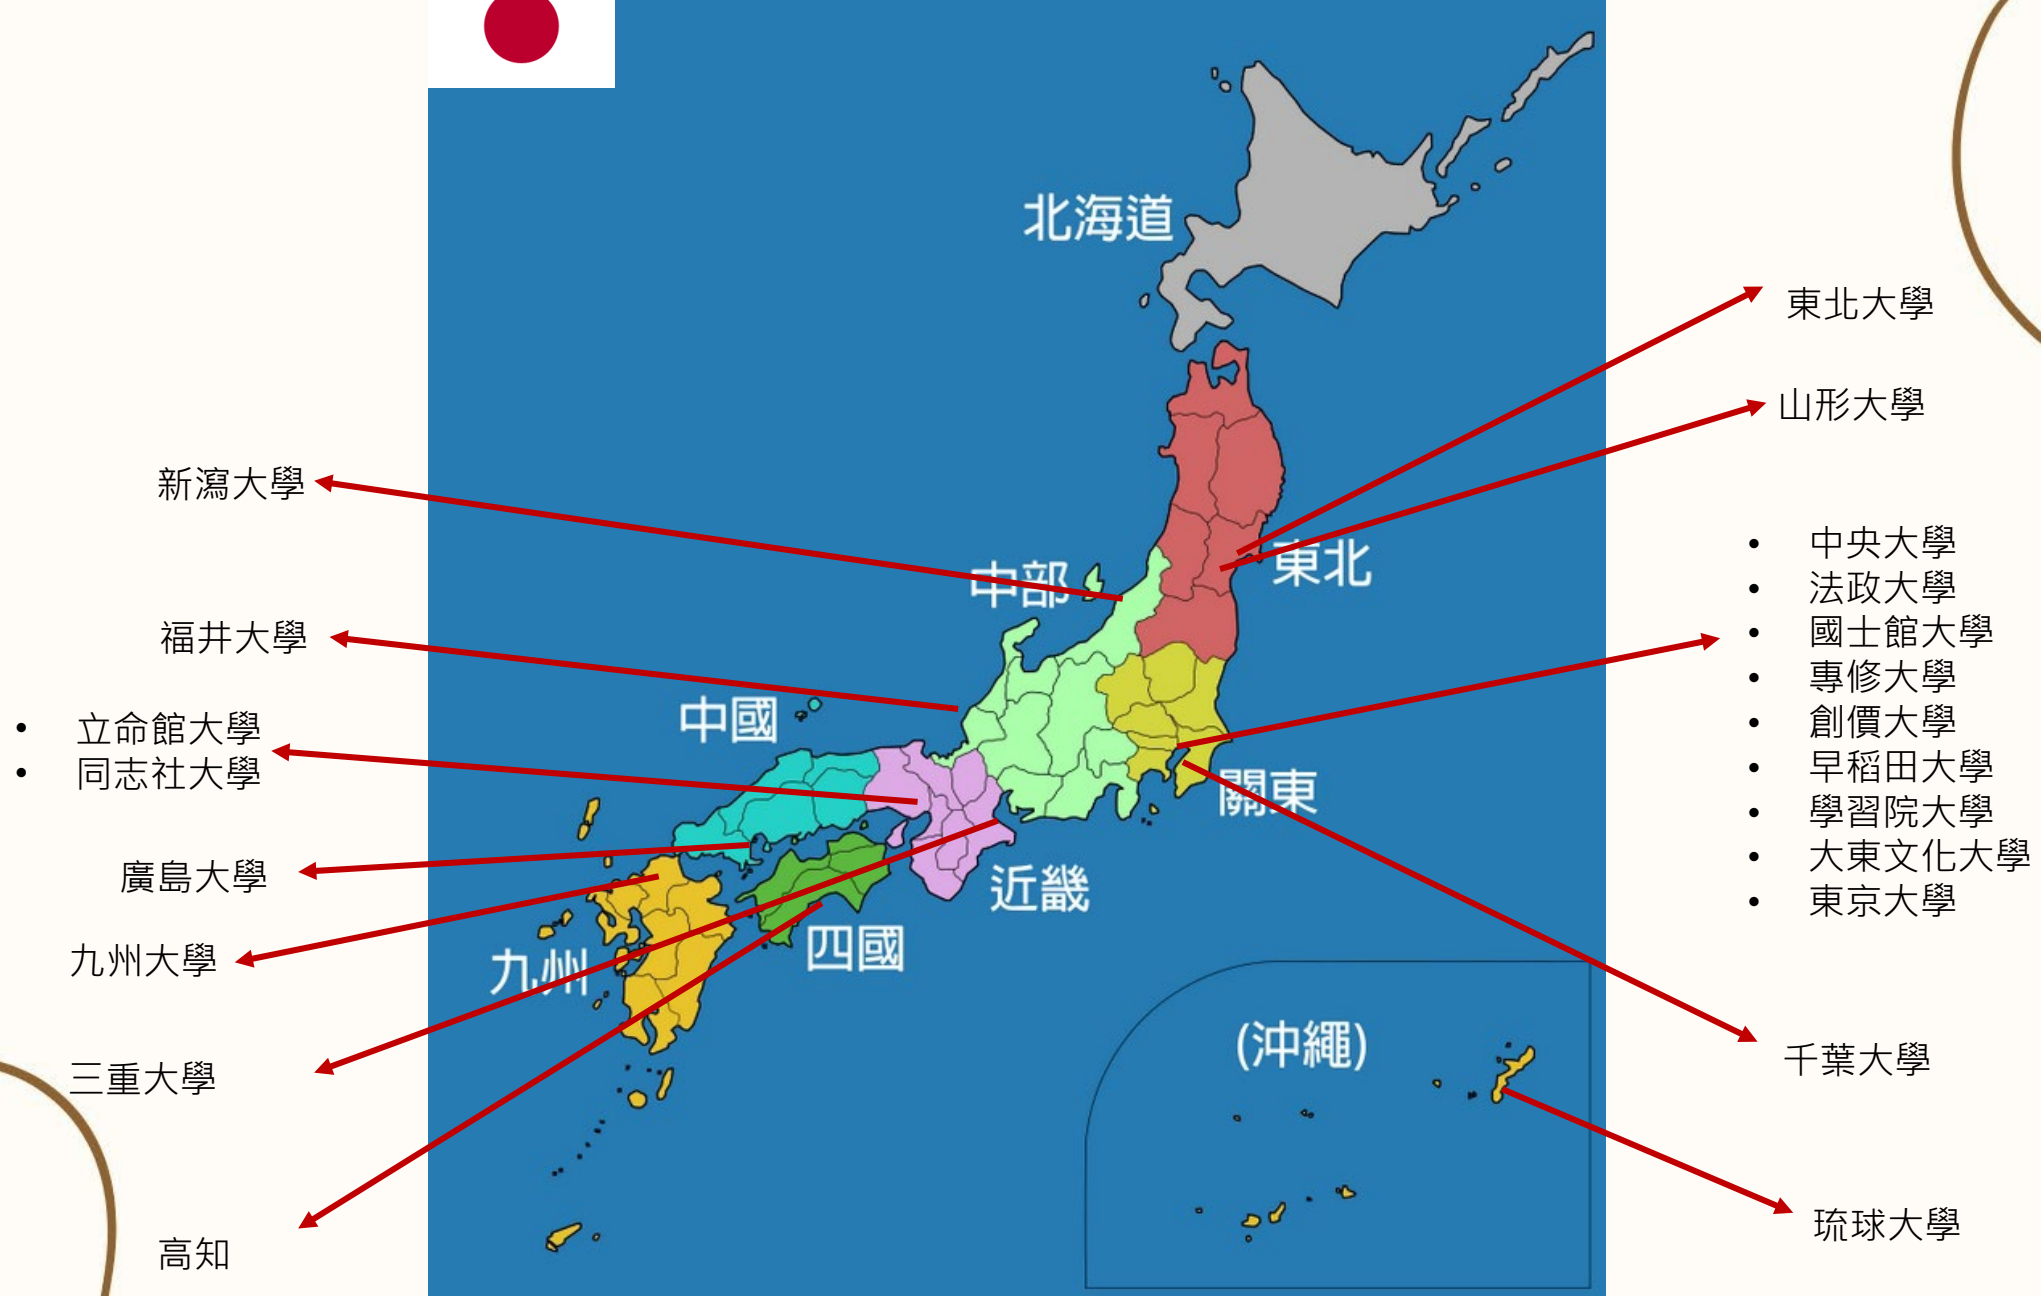 北海道
東北大學
山形大學
新瀉大學
• 中央大學
• 法政大學
• 國士館大學
• 專修大學
• 創價大學
• 早稻田大學
• 學習院大學
• 大東文化大學
• 東京大學
東北
中部
福井大學
中國
• 立命館大學
• 同志社大學
關東
廣島大學
近畿
四國
九州大學
九州
(沖繩)
千葉大學
三重大學
琉球大學
高知